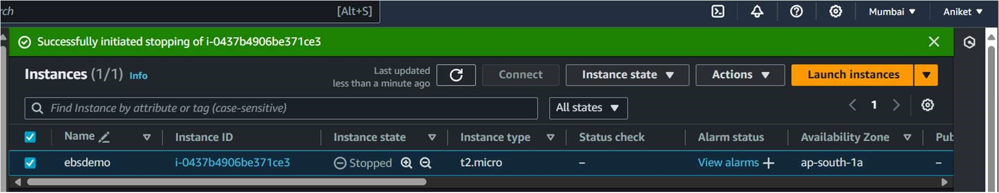 rch [Alt+S] Mumbai Aniket
Successfully initiated stopping of i-0437b4906be371ce3
Instances (1/1) Info Last updated less than a minute ago Connect Instance state Actions Launch instances
Find Instance by attribute or tag (case-sensitive) All states 1
Name Instance ID Instance state Instance type Status check Alarm status Availability Zone Pub
ebsdemo i-0437b4906be371ce3 Stopped t2.micro – View alarms + ap-south-1a –